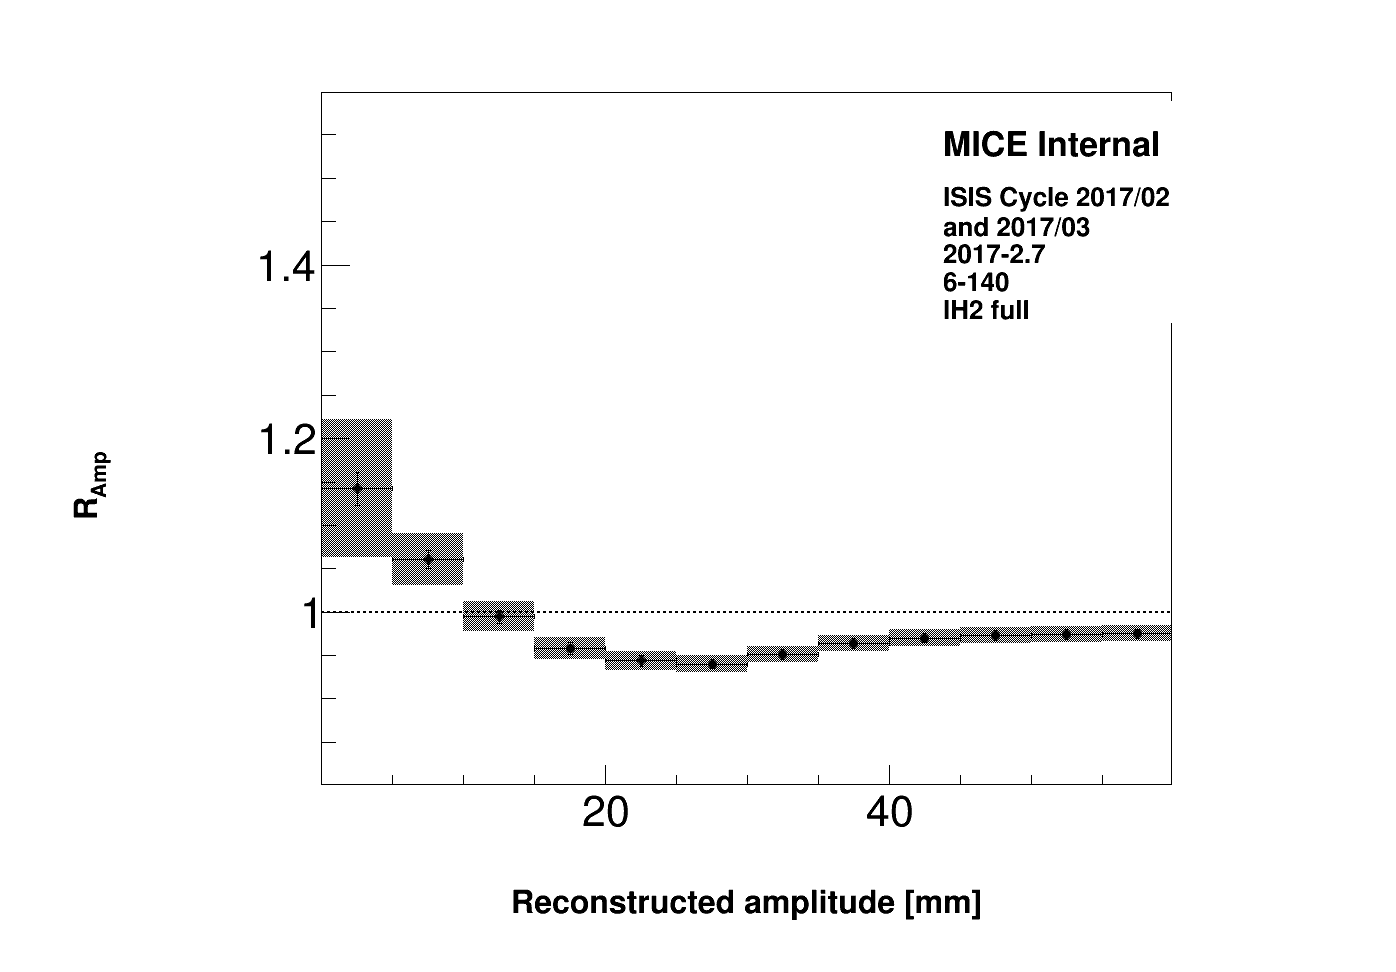 MICE Internal
ISIS Cycle 2017/02
and 2017/03
2017-2.7
6-140
lH2 full
1.4
1.2
1
R_Amp
20 40
Reconstructed amplitude [mm]